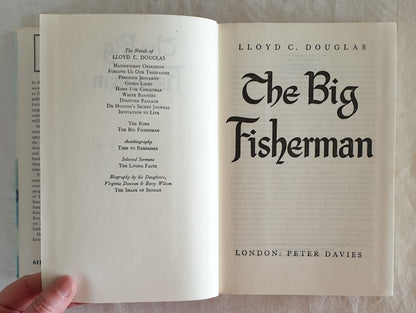 The Novels of
LLOYD C. DOUGLAS
MAGNIFICENT OBSESSION
FORGIVE US OUR TRESPASSES
PRECIOUS JEOPARDY
GREEN LIGHT
HOME FOR CHRISTMAS
WHITE BANNERS
DISPUTED PASSAGE
DR HUDSON'S SECRET JOURNAL
INVITATION TO LIVE
THE ROBE
THE BIG FISHERMAN
Autobiography
TIME TO REMEMBER
Selected Sermons
THE LIVING FAITH
Biography by his Daughters,
Virginia Dawson & Betty Wilson
THE SHAPE OF SUNDAY
LLOYD C. DOUGLAS
The Big
Fisherman
LONDON: PETER DAVIES